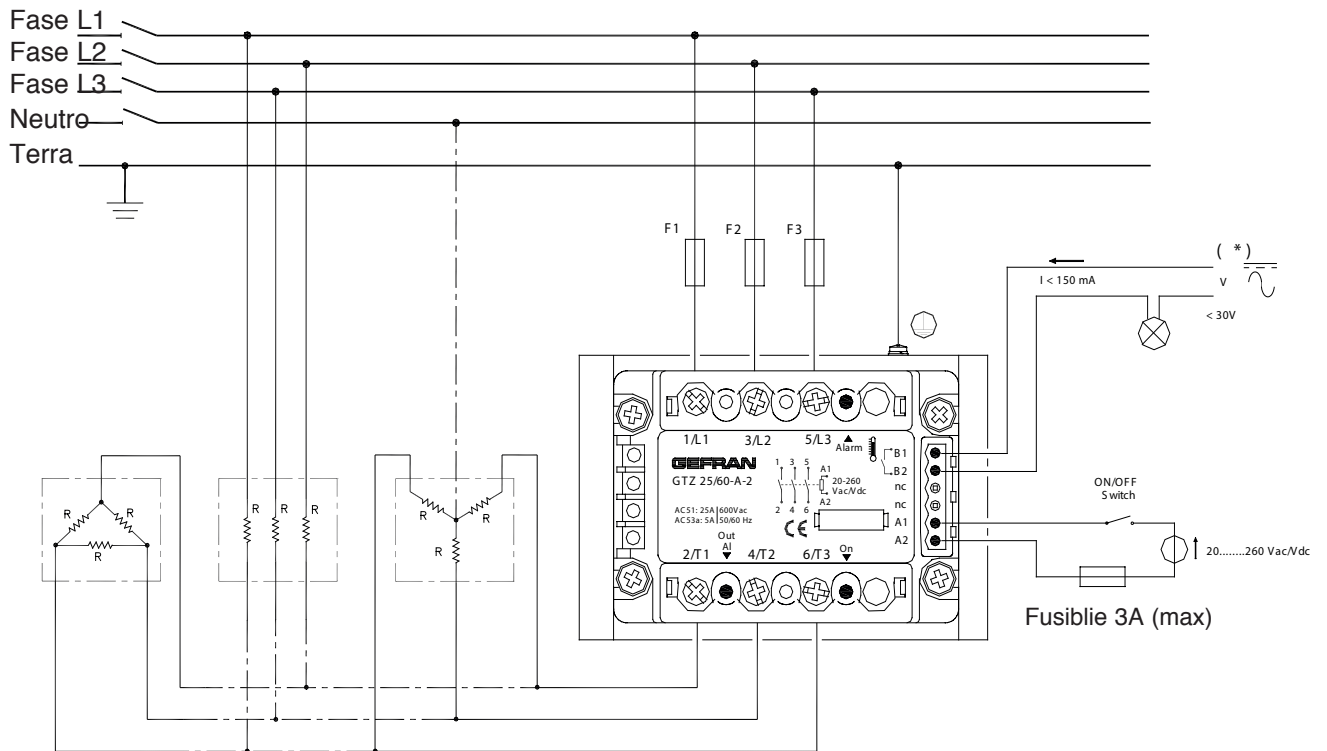 Fase L1
Fase L2
Fase L3
Neutro
Terra
F1 F2 F3
( *)
I < 150 mA
V
< 30V
1/L1 3/L2 5/L3
Alarm
GEFRAN
GTZ 25/60-A-2
AC51: 25A 600Vac
AC53a: 5A 50/60 Hz
1 3 5
A1
20-260
Vac/Vdc
A2
2 4 6
CE
B1
B2
nc
nc
A1
A2
Out
Al
On
2/T1 4/T2 6/T3
ON/OFF
Switch
20........260 Vac/Vdc
Fusiblie 3A (max)
R R
R
R R R
R R
R